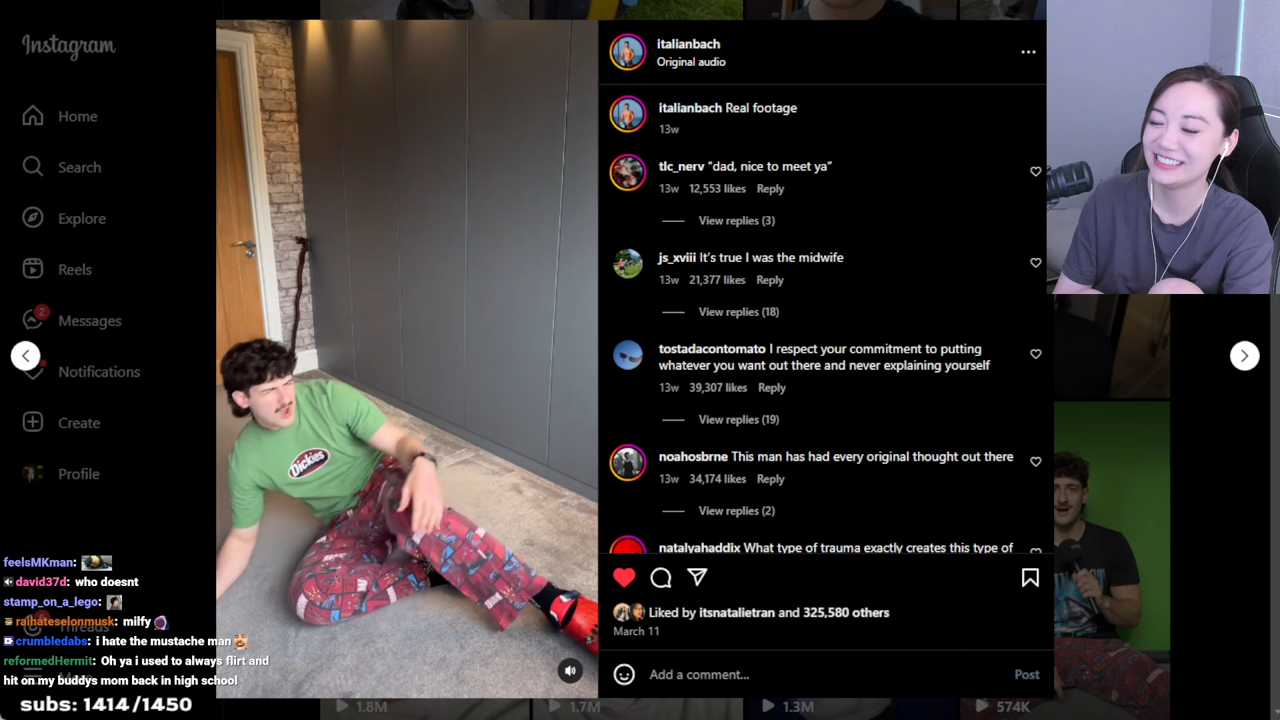 Instagram
Home
Search
Explore
Reels
2
Messages
Notifications
Create
Profile
Threads
feelsMKman:
david37d: who doesnt
stamp_on_a_lego:
raihateselonmusk: milfy
crumbledabs: i hate the mustache man
reformedHermit: Oh ya i used to always flirt and
hit on my buddys mom back in high school
subs: 1414/1450
Dickies
italianbach
Original audio
italianbach Real footage
13w
tlc_nerv “dad, nice to meet ya”
13w 12,553 likes Reply
View replies (3)
js_xviii It’s true I was the midwife
13w 21,377 likes Reply
View replies (18)
tostadacontomato I respect your commitment to putting
whatever you want out there and never explaining yourself
13w 39,307 likes Reply
View replies (19)
noahosbrne This man has had every original thought out there
13w 34,174 likes Reply
View replies (2)
natalyahaddix What type of trauma exactly creates this type of
Liked by itsnatalietran and 325,580 others
March 11
Add a comment...
Post
1.8M
1.7M
1.3M
574K